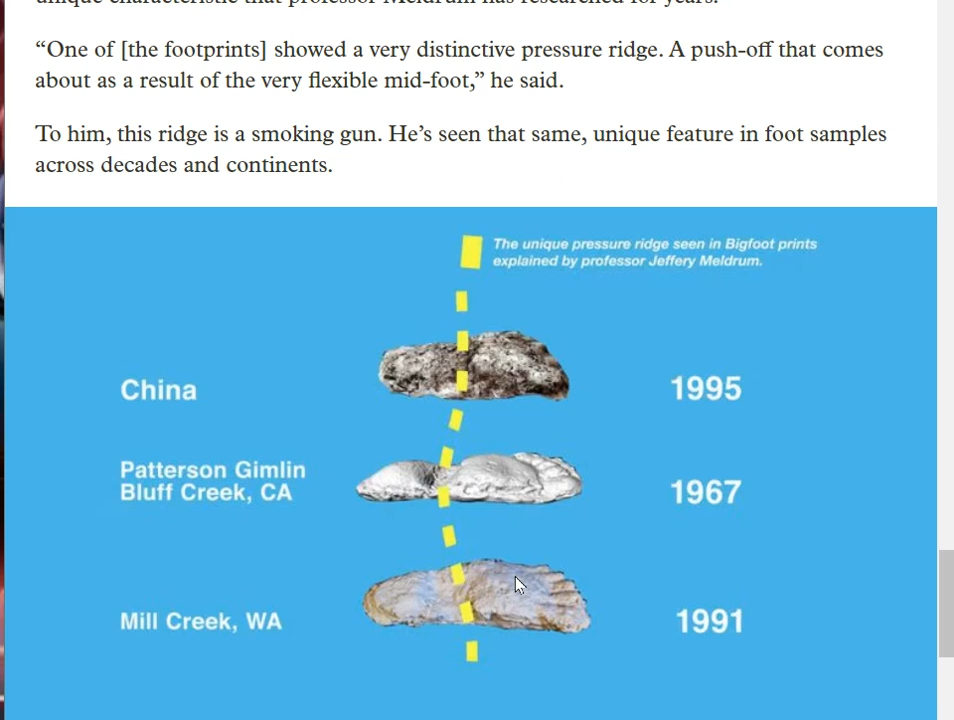 “One of [the footprints] showed a very distinctive pressure ridge. A push-off that comes
about as a result of the very flexible mid-foot,” he said.
To him, this ridge is a smoking gun. He’s seen that same, unique feature in foot samples
across decades and continents.
The unique pressure ridge seen in Bigfoot prints
explained by professor Jeffery Meldrum.
China 1995
Patterson Gimlin
Bluff Creek, CA 1967
Mill Creek, WA 1991